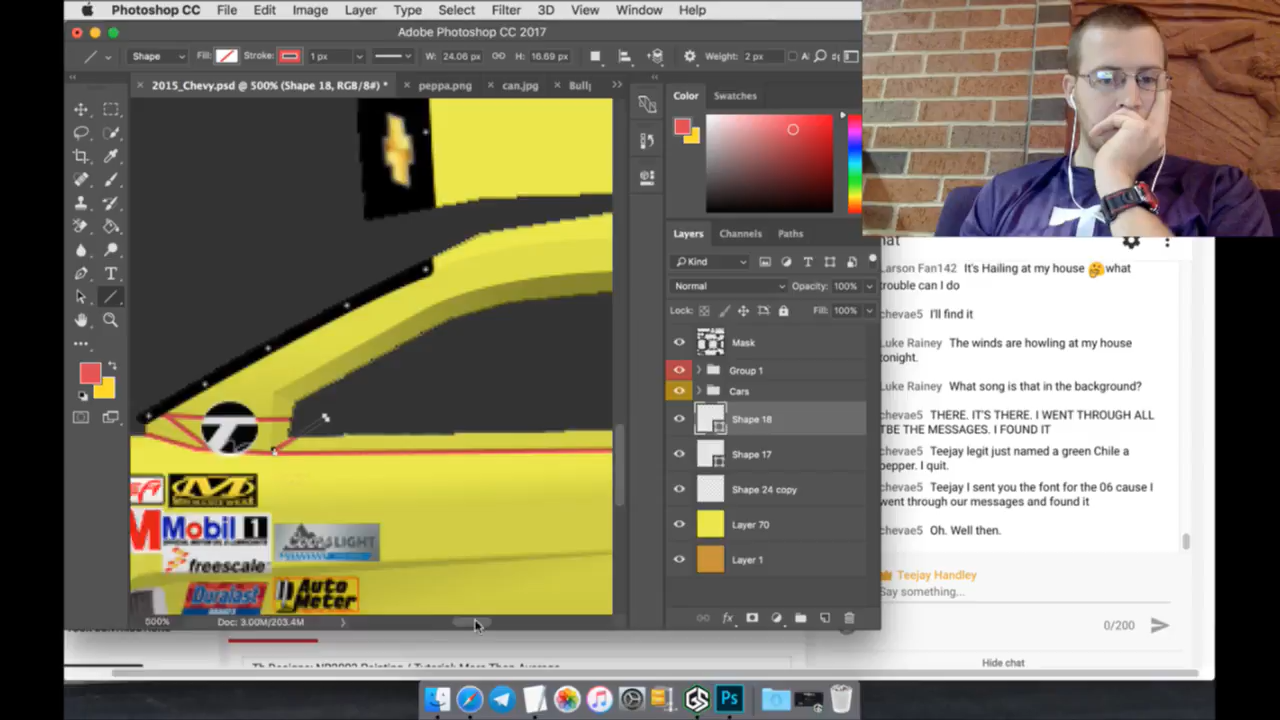 Photoshop CC File Edit Image Layer Type Select Filter 3D View Window Help
Adobe Photoshop CC 2017
Shape Fill: Stroke: 1 px W: 24.06 px H: 16.69 px Weight: 2 px
2015_Chevy.psd @ 500% (Shape 18, RGB/8#) * peppa.png can.jpg
Color Swatches
Layers Channels Paths
Kind
Normal Opacity: 100%
Lock: Fill: 100%
Mask
Group 1
Cars
Shape 18
Shape 17
Shape 24 copy
Layer 70
Layer 1
Mobil 1
freescale
LIGHT
Duralast
Auto
Meter
500% Doc: 3.00M/203.4M
hat
Larson Fan142 It's Hailing at my house 🤔what
trouble can I do
chevae5 I'll find it
Luke Rainey The winds are howling at my house
tonight.
Luke Rainey What song is that in the background?
chevae5 THERE. IT'S THERE. I WENT THROUGH ALL
TBE THE MESSAGES. I FOUND IT
chevae5 Teejay legit just named a green Chile a
pepper. I quit.
chevae5 Teejay I sent you the font for the 06 cause I
went through our messages and found it
chevae5 Oh. Well then.
Teejay Handley
Say something...
0/200
Hide chat
Ps